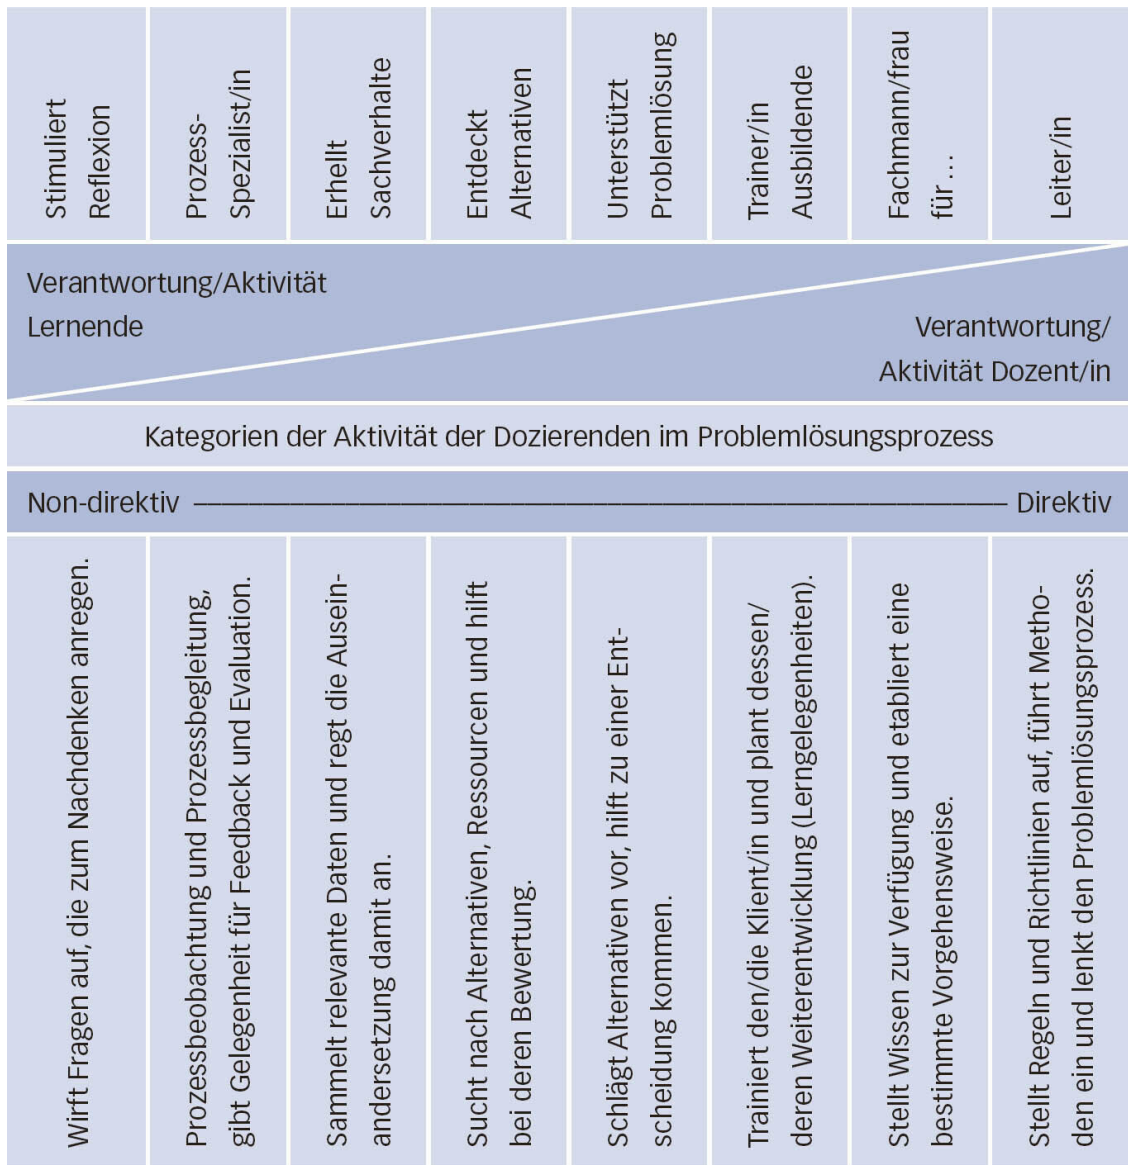 Stimuliert
Reflexion
Prozess-
Spezialist/in
Erhellt
Sachverhalte
Entdeckt
Alternativen
Unterstützt
Problemlösung
Trainer/in
Ausbildende
Fachmann/frau
für ...
Leiter/in
Verantwortung/Aktivität
Lernende
Verantwortung/
Aktivität Dozent/in
Kategorien der Aktivität der Dozierenden im Problemlösungsprozess
Non-direktiv
Direktiv
Wirft Fragen auf, die zum Nachdenken anregen.
Prozessbeobachtung und Prozessbegleitung,
gibt Gelegenheit für Feedback und Evaluation.
Sammelt relevante Daten und regt die Ausein-
andersetzung damit an.
Sucht nach Alternativen, Ressourcen und hilft
bei deren Bewertung.
Schlägt Alternativen vor, hilft zu einer Ent-
scheidung kommen.
Trainiert den/die Klient/in und plant dessen/
deren Weiterentwicklung (Lerngelegenheiten).
Stellt Wissen zur Verfügung und etabliert eine
bestimmte Vorgehensweise.
Stellt Regeln und Richtlinien auf, führt Metho-
den ein und lenkt den Problemlösungsprozess.